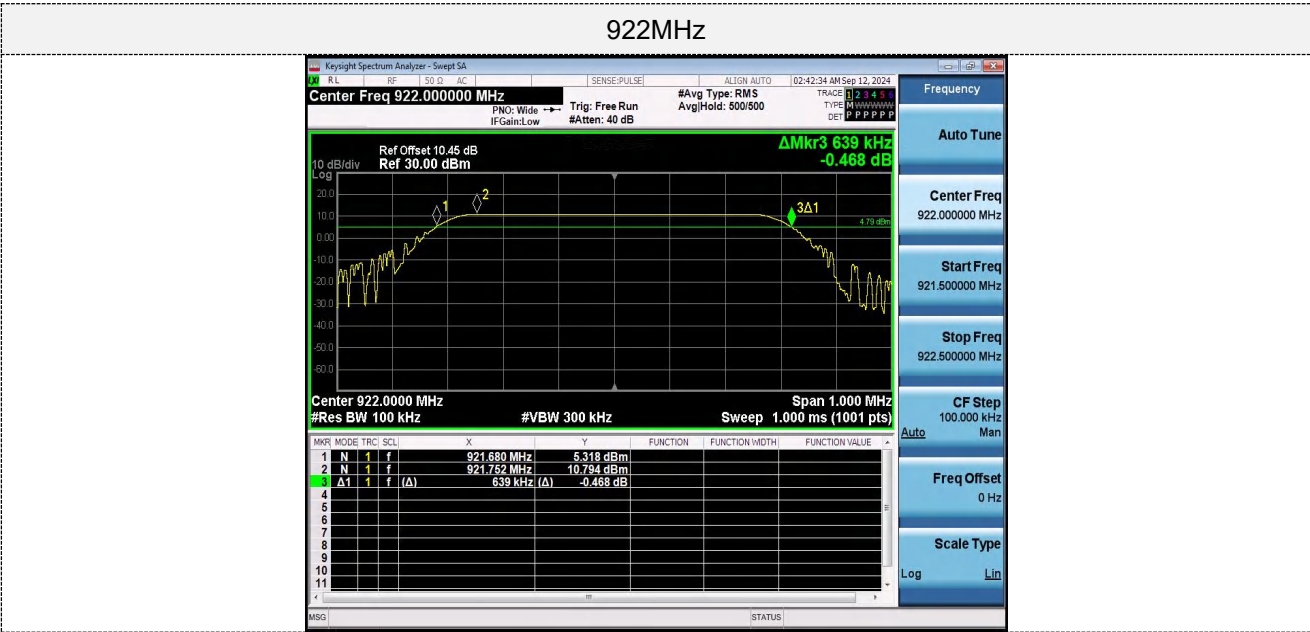 922MHz
Keysight Spectrum Analyzer - Swept SA
LXI RL RF 50 Ω AC SENSE:PULSE ALIGN AUTO 02:42:34 AM Sep 12, 2024
Center Freq 922.000000 MHz
PNO: Wide
IFGain:Low
Trig: Free Run
#Atten: 40 dB
#Avg Type: RMS
Avg|Hold: 500/500
TRACE 1 2 3 4 5 6
TYPE M W W W W W
DET P P P P P P
ΔMkr3 639 kHz
-0.468 dB
Ref Offset 10.45 dB
10 dB/div Ref 30.00 dBm
Log
20.0
10.0
0.00
-10.0
-20.0
-30.0
-40.0
-50.0
-60.0
1
2
3Δ1
4.79 dBm
Center 922.0000 MHz Span 1.000 MHz
#Res BW 100 kHz #VBW 300 kHz Sweep 1.000 ms (1001 pts)
MKR MODE TRC SCL X Y FUNCTION FUNCTION WIDTH FUNCTION VALUE
1 N 1 f 921.680 MHz 5.318 dBm
2 N 1 f 921.752 MHz 10.794 dBm
3 Δ1 1 f (Δ) 639 kHz (Δ) -0.468 dB
4
5
6
7
8
9
10
11
MSG STATUS
Frequency
Auto Tune
Center Freq
922.000000 MHz
Start Freq
921.500000 MHz
Stop Freq
922.500000 MHz
CF Step
100.000 kHz
Auto Man
Freq Offset
0 Hz
Scale Type
Log Lin